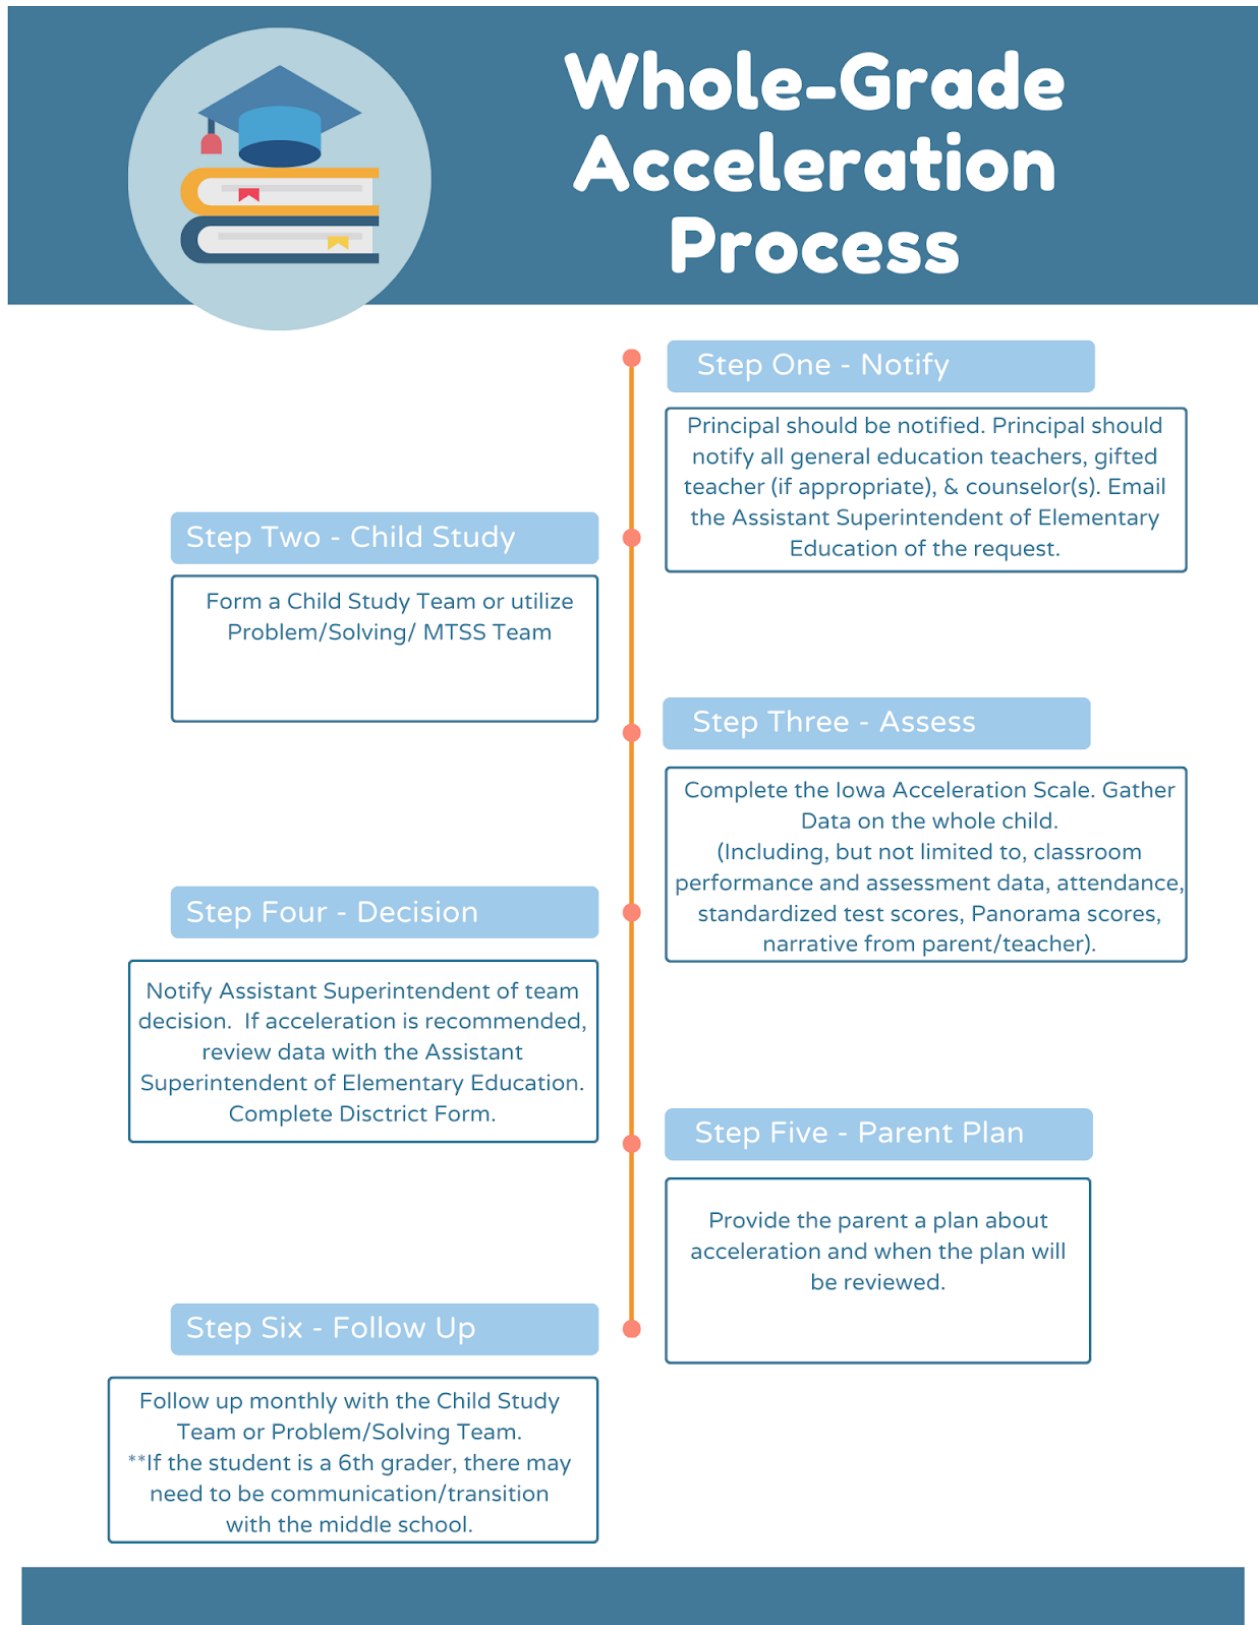 Whole-Grade
Acceleration
Process
Step One - Notify
Principal should be notified. Principal should
notify all general education teachers, gifted
teacher (if appropriate), & counselor(s). Email
the Assistant Superintendent of Elementary
Education of the request.
Step Two - Child Study
Form a Child Study Team or utilize
Problem/Solving/ MTSS Team
Step Three - Assess
Complete the Iowa Acceleration Scale. Gather
Data on the whole child.
(Including, but not limited to, classroom
performance and assessment data, attendance,
standardized test scores, Panorama scores,
narrative from parent/teacher).
Step Four - Decision
Notify Assistant Superintendent of team
decision.  If acceleration is recommended,
review data with the Assistant
Superintendent of Elementary Education.
Complete Disctrict Form.
Step Five - Parent Plan
Provide the parent a plan about
acceleration and when the plan will
be reviewed.
Step Six - Follow Up
Follow up monthly with the Child Study
Team or Problem/Solving Team.
**If the student is a 6th grader, there may
need to be communication/transition
with the middle school.